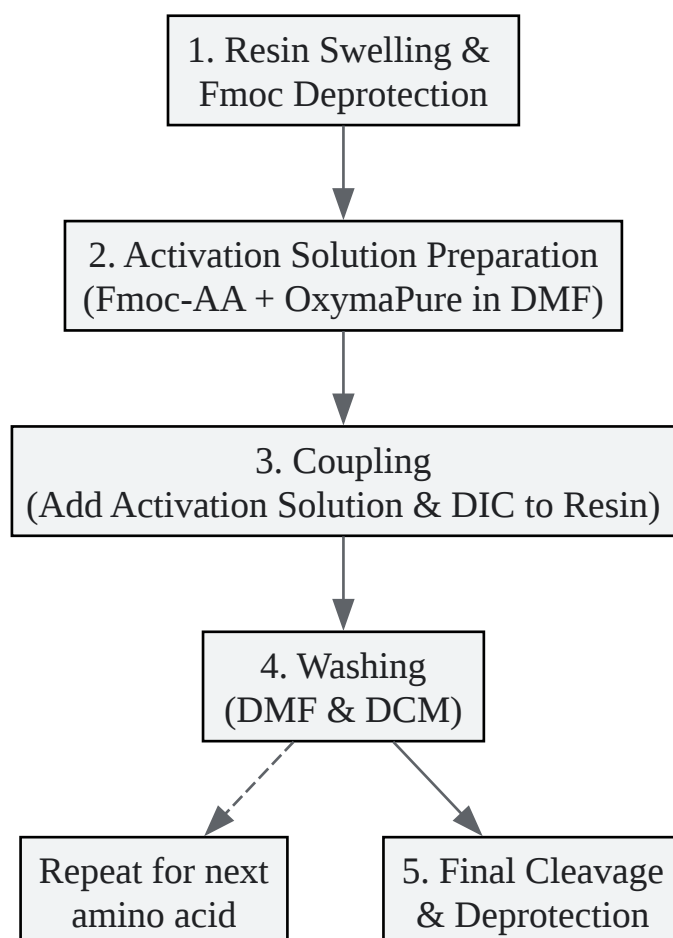 1. Resin Swelling &
Fmoc Deprotection
2. Activation Solution Preparation
(Fmoc-AA + OxymaPure in DMF)
3. Coupling
(Add Activation Solution & DIC to Resin)
4. Washing
(DMF & DCM)
Repeat for next
amino acid
5. Final Cleavage
& Deprotection